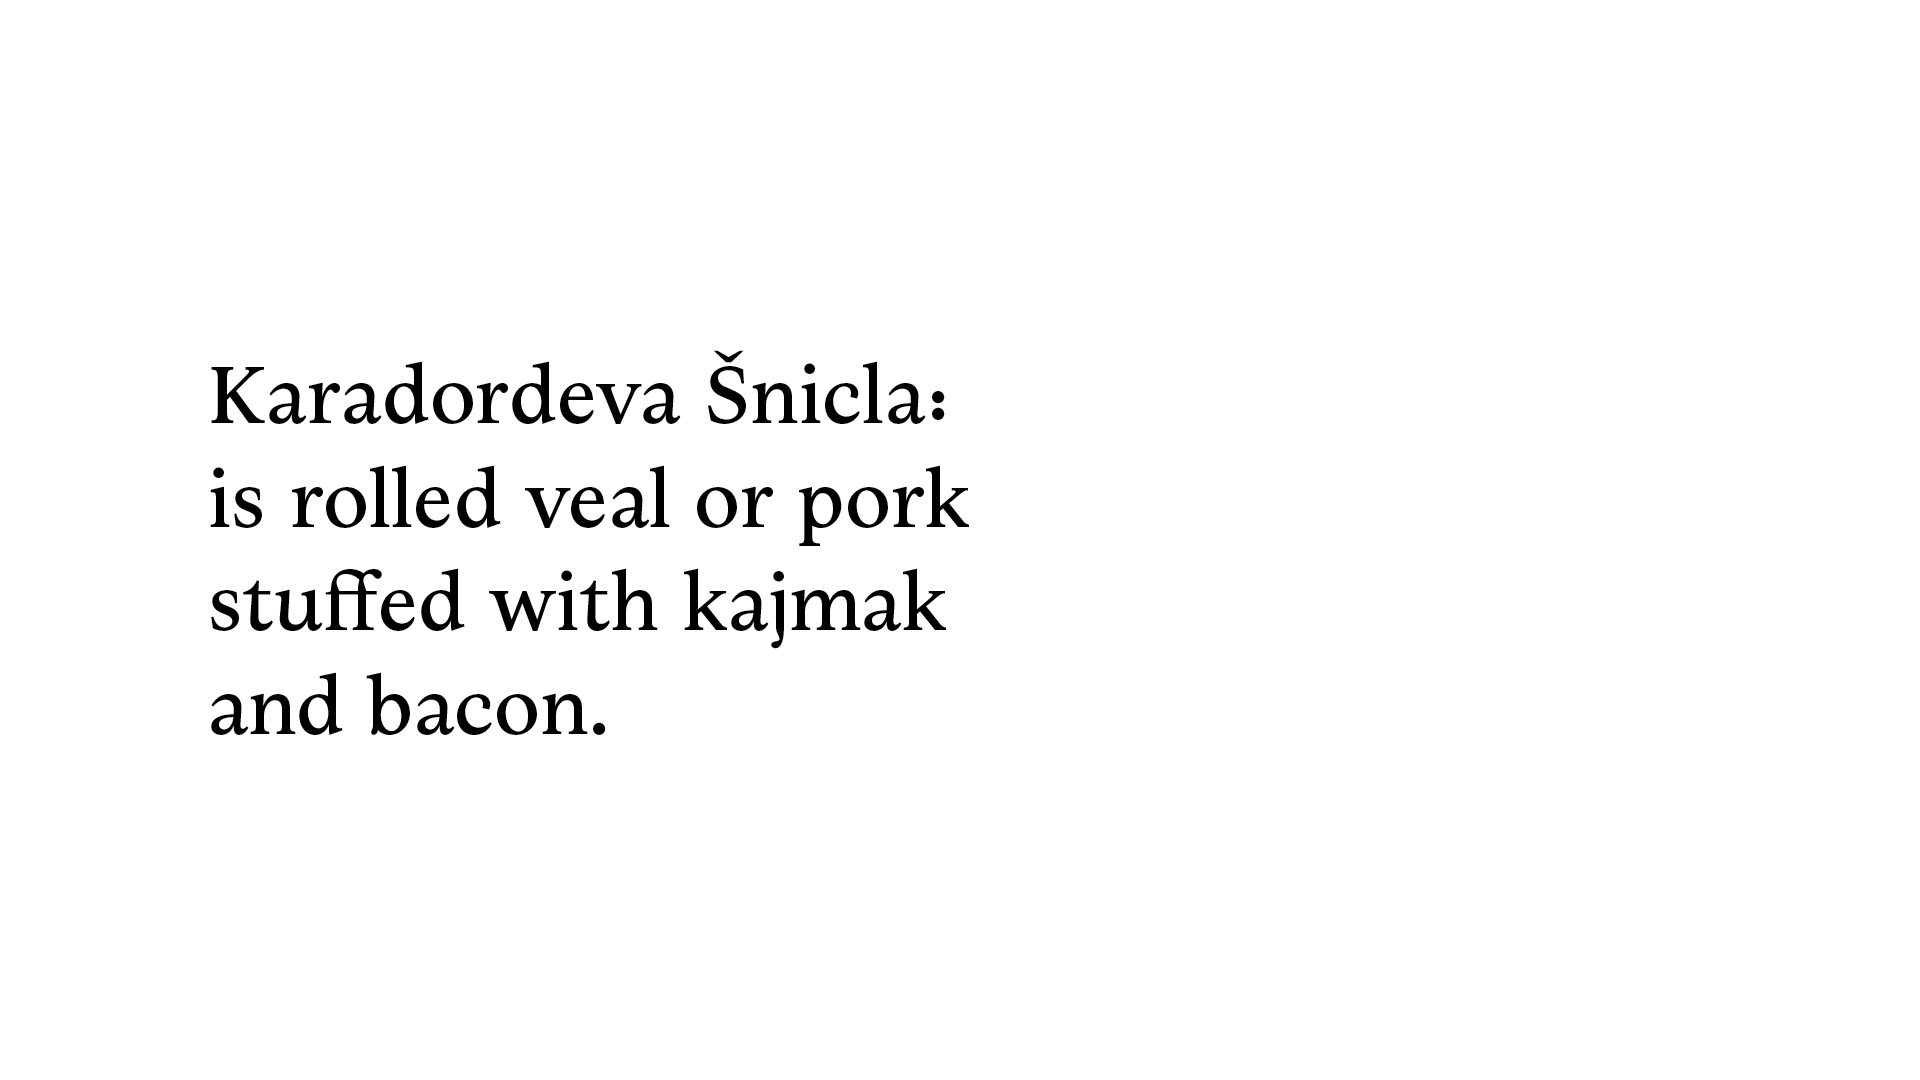 Karadordeva Šnicla:
is rolled veal or pork
stuffed with kajmak
and bacon.